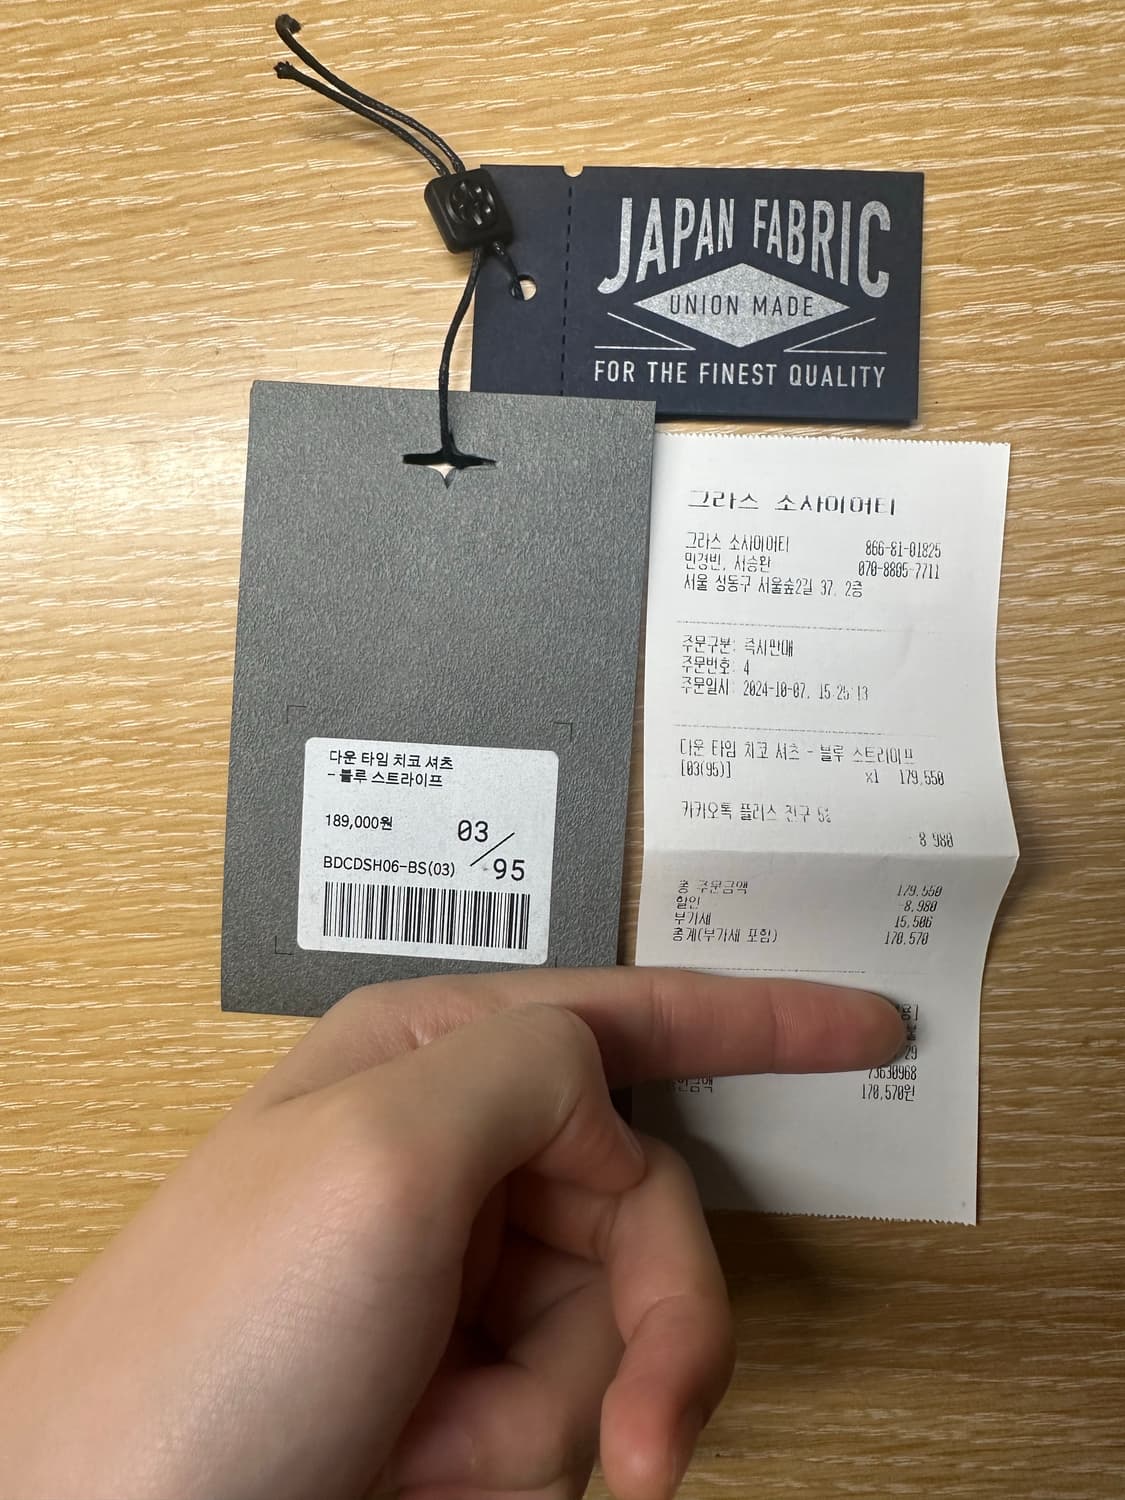 JAPAN FABRIC
UNION MADE
FOR THE FINEST QUALITY
다운 타임 치코 셔츠
- 블루 스트라이프
189,000원
03/95
BDCDSH06-BS(03)
그라스 소사이어티
그라스 소사이어티 866-81-01825
민경빈, 서승환 070-8805-7711
서울 성동구 서울숲2길 37, 2층
주문구분: 즉시판매
주문번호: 4
주문일시: 2024-10-07, 15:25:13
다운 타임 치코 셔츠 - 블루 스트라이프
[03(95)] x1 179,550
카카오톡 플러스 친구 5%
-8,980
총 주문금액 179,550
할인 -8,980
부가세 15,506
총계(부가세 포함) 170,570
29
73630968
170,570원